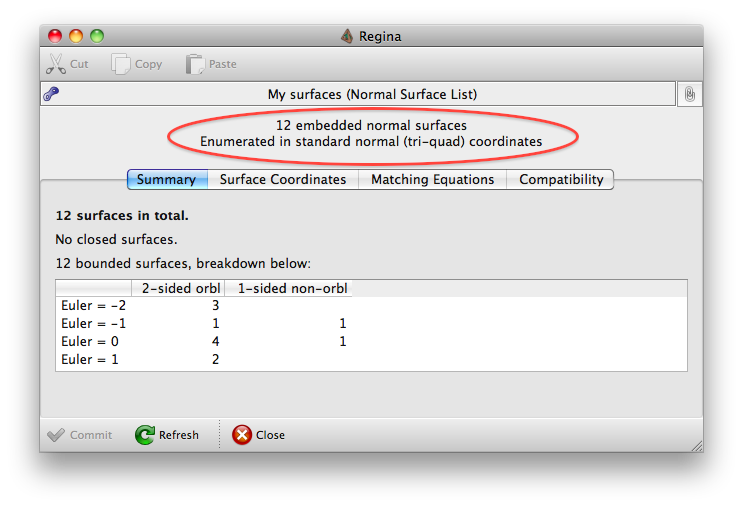 Regina
Cut Copy Paste
My surfaces (Normal Surface List)
12 embedded normal surfaces
Enumerated in standard normal (tri-quad) coordinates
Summary Surface Coordinates Matching Equations Compatibility
12 surfaces in total.
No closed surfaces.
12 bounded surfaces, breakdown below:
2-sided orbl 1-sided non-orbl
Euler = -2 3
Euler = -1 1 1
Euler = 0 4 1
Euler = 1 2
Commit Refresh Close